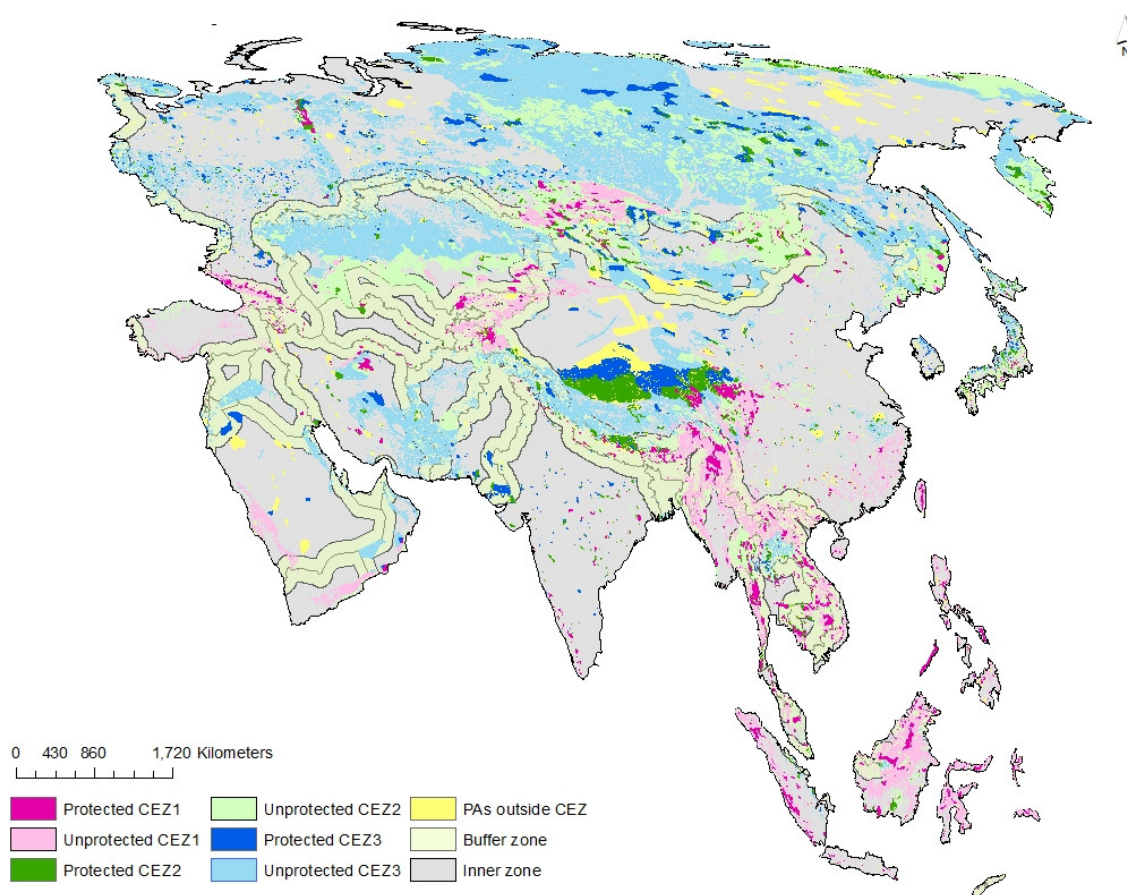 N
0 430 860 1,720 Kilometers
Protected CEZ1 Unprotected CEZ2 PAs outside CEZ
Unprotected CEZ1 Protected CEZ3 Buffer zone
Protected CEZ2 Unprotected CEZ3 Inner zone